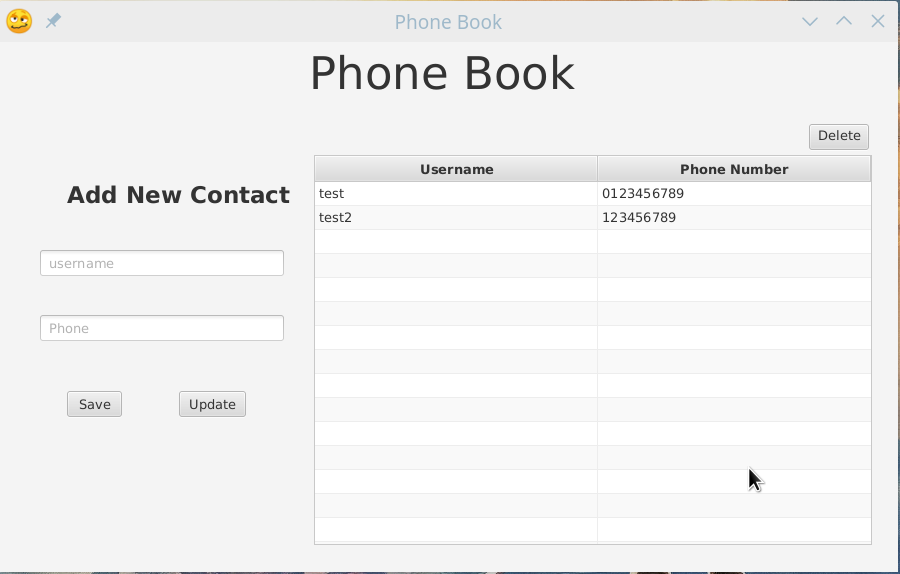 Phone Book
Phone Book
Delete
Add New Contact
username
Phone
Save Update
Username Phone Number
test 0123456789
test2 123456789